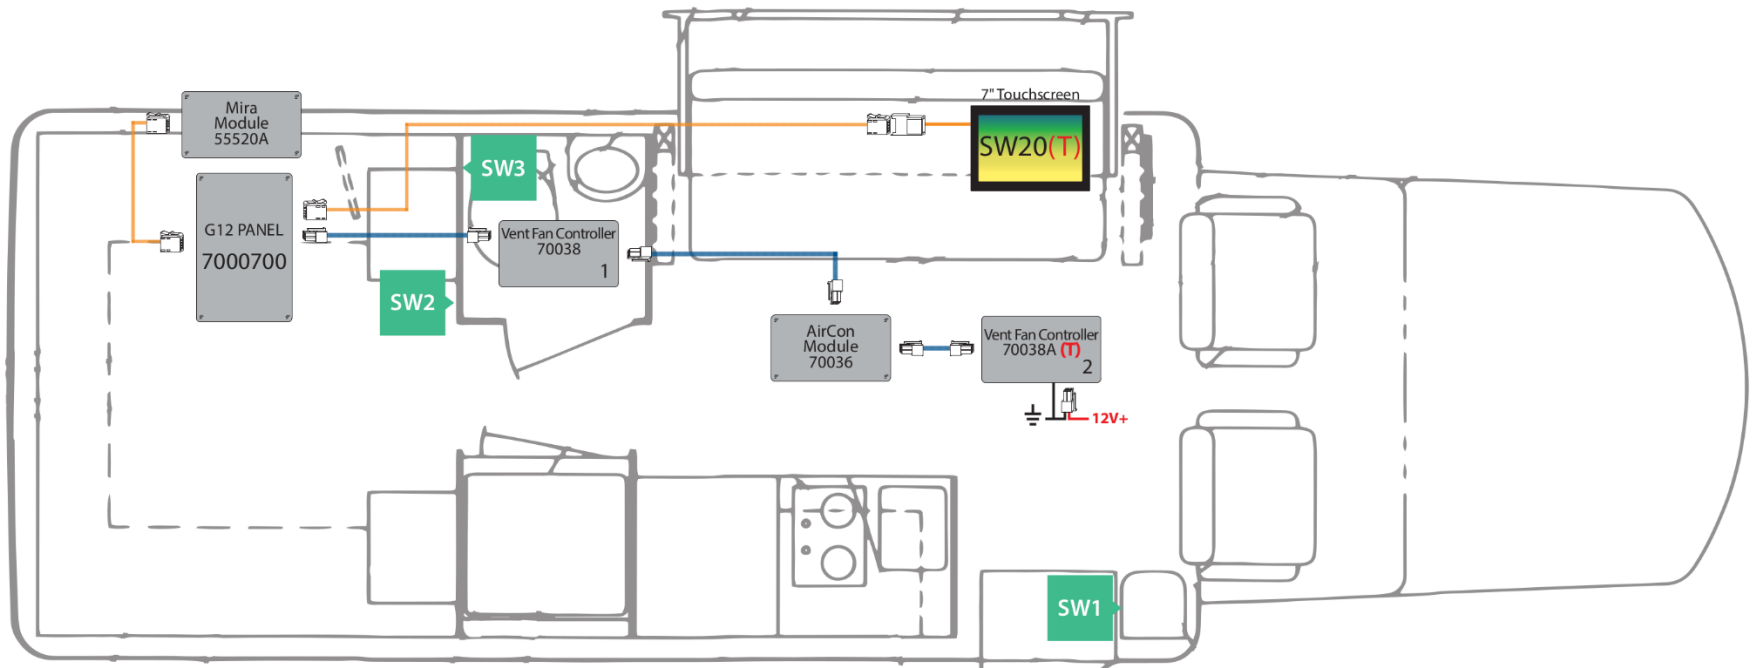 7" Touchscreen
Mira
Module
55520A
SW20(T)
SW3
G12 PANEL
7000700
Vent Fan Controller
70038
1
SW2
AirCon
Module
70036
Vent Fan Controller
70038A (T)
2
12V+
SW1